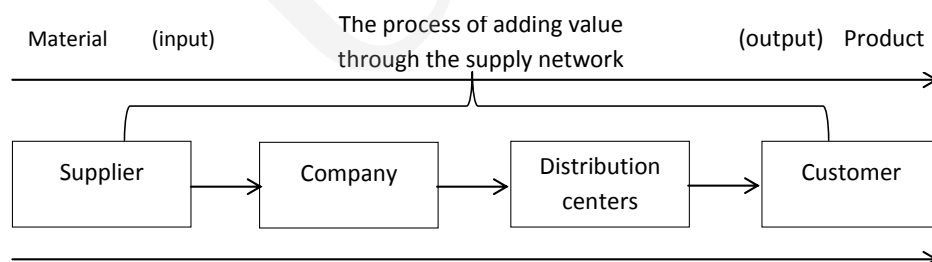 The process of adding value
Material (input) (output) Product
through the supply network
Supplier
Company
Distribution
centers
Customer